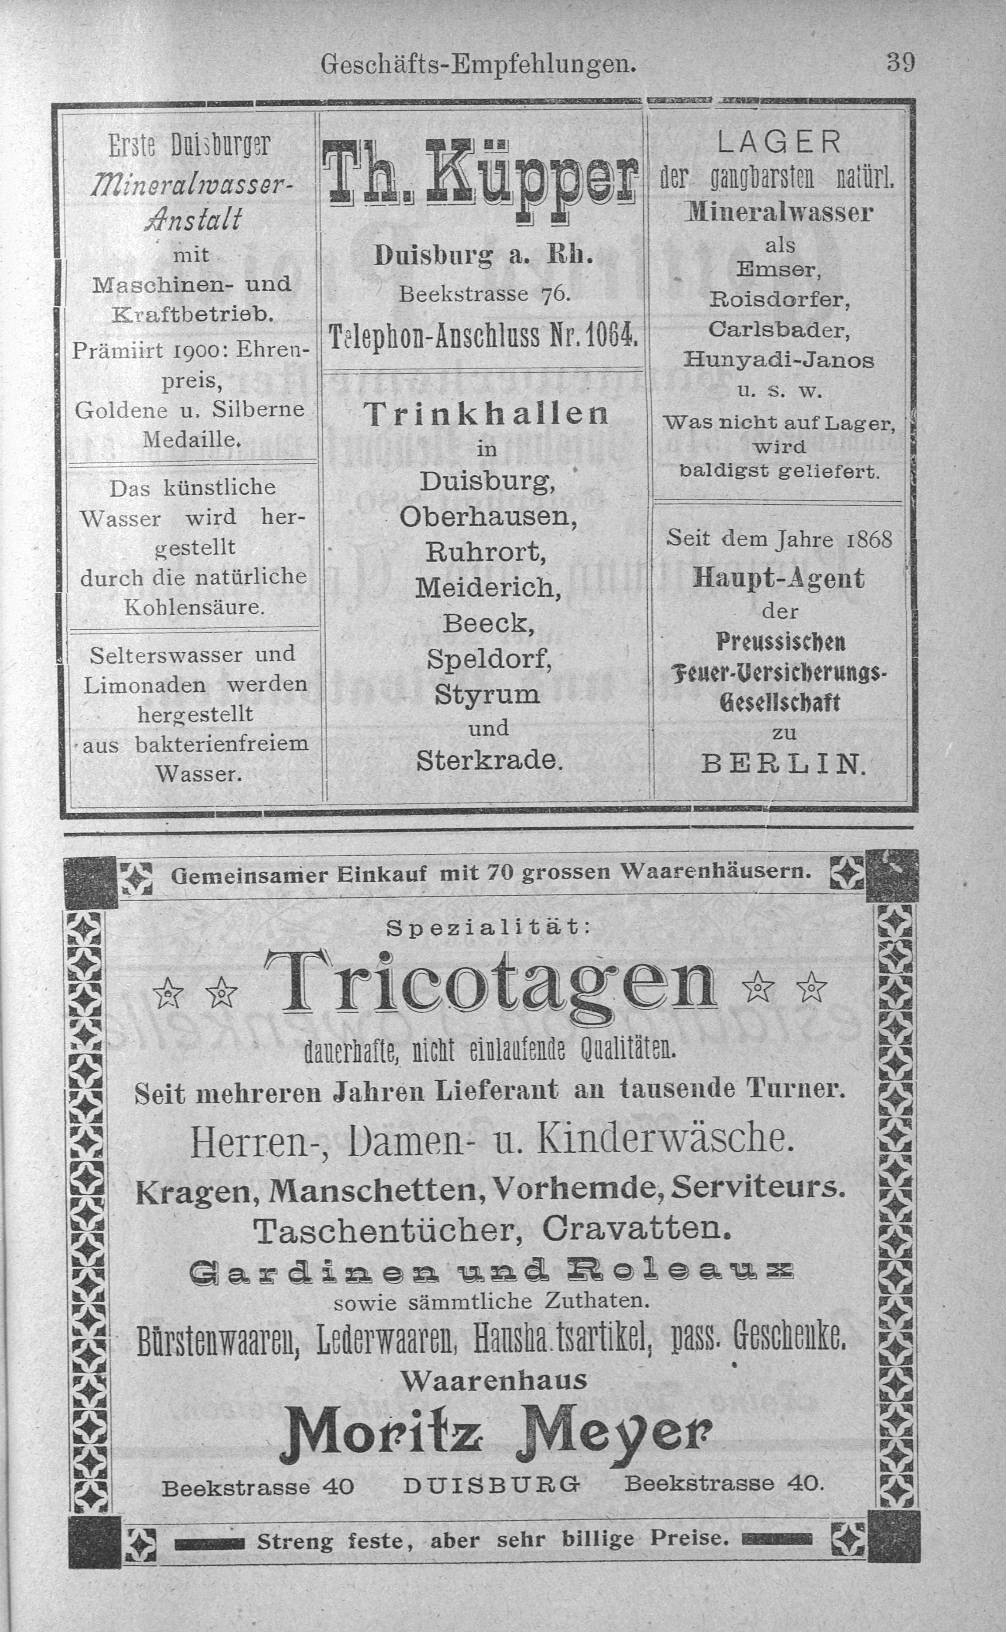 Geschäfts-Empfehlungen.
39
Erste Duisburger
Mineralwasser-
Anstalt
mit
Maschinen- und
Kraftbetrieb.
Prämiirt 1900: Ehren-
preis,
Goldene u. Silberne
Medaille.
Das künstliche
Wasser wird her-
gestellt
durch die natürliche
Kohlensäure.
Selterswasser und
Limonaden werden
hergestellt
aus bakterienfreiem
Wasser.
Th. Küpper
Duisburg a. Rh.
Beekstrasse 76.
Telephon-Anschluss Nr. 1064.
Trinkhallen
in
Duisburg,
Oberhausen,
Ruhrort,
Meiderich,
Beeck,
Speldorf,
Styrum
und
Sterkrade.
LAGER
der gangbarsten natürl.
Mineralwasser
als
Emser,
Roisdorfer,
Carlsbader,
Hunyadi-Janos
u. s. w.
Was nicht auf Lager,
wird
baldigst geliefert.
Seit dem Jahre 1868
Haupt-Agent
der
Preussischen
Feuer-Versicherungs-
Gesellschaft
zu
BERLIN.
Gemeinsamer Einkauf mit 70 grossen Waarenhäusern.
Spezialität:
Tricotagen
dauerhafte, nicht einlaufende Qualitäten.
Seit mehreren Jahren Lieferant an tausende Turner.
Herren-, Damen- u. Kinderwäsche.
Kragen, Manschetten, Vorhemde, Serviteurs.
Taschentücher, Cravatten.
Gardinen und Roleaux
sowie sämmtliche Zuthaten.
Bürstenwaaren, Lederwaaren, Haushaltsartikel, pass. Geschenke.
Waarenhaus
Moritz Meyer
Beekstrasse 40 DUISBURG Beekstrasse 40.
Streng feste, aber sehr billige Preise.